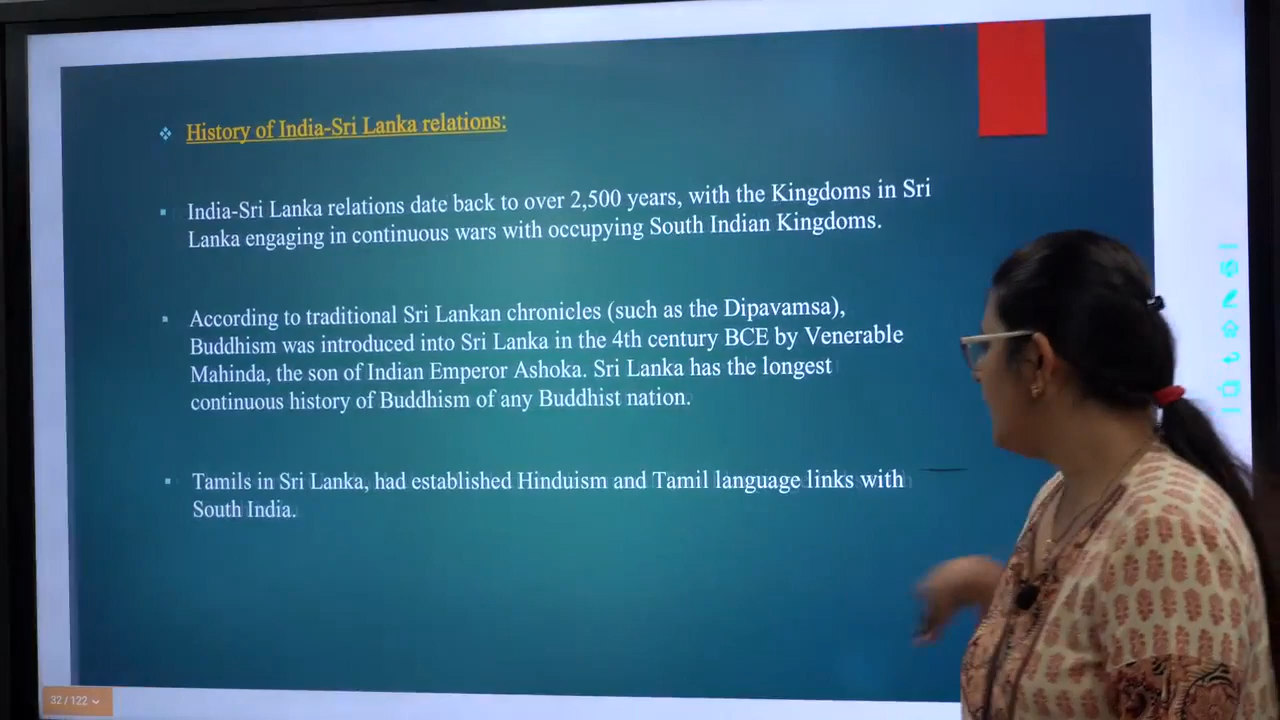 History of India-Sri Lanka relations:
India-Sri Lanka relations date back to over 2,500 years, with the Kingdoms in Sri
Lanka engaging in continuous wars with occupying South Indian Kingdoms.
According to traditional Sri Lankan chronicles (such as the Dipavamsa),
Buddhism was introduced into Sri Lanka in the 4th century BCE by Venerable
Mahinda, the son of Indian Emperor Ashoka. Sri Lanka has the longest
continuous history of Buddhism of any Buddhist nation.
Tamils in Sri Lanka, had established Hinduism and Tamil language links with
South India.
32 / 122